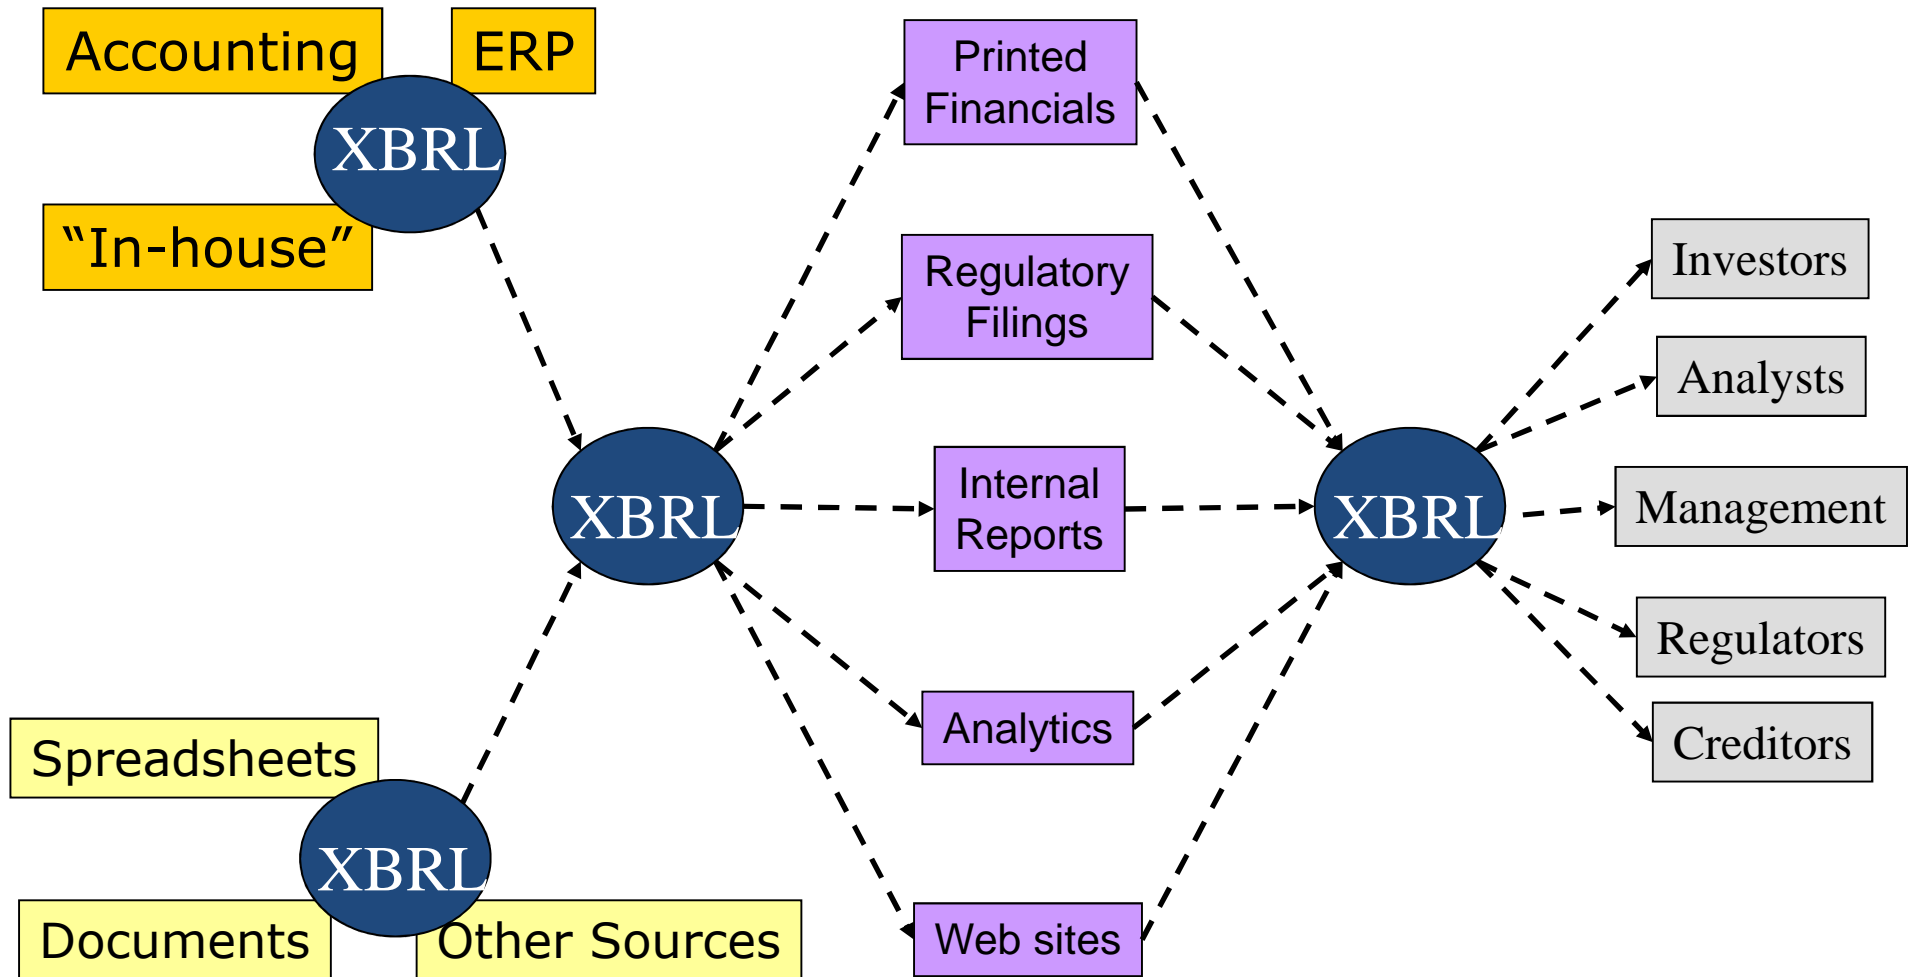 Accounting
ERP
XBRL
“In-house”
Printed
Financials
Regulatory
Filings
Internal
Reports
Analytics
Web sites
XBRL
XBRL
Investors
Analysts
Management
Regulators
Creditors
Spreadsheets
XBRL
Documents
Other Sources